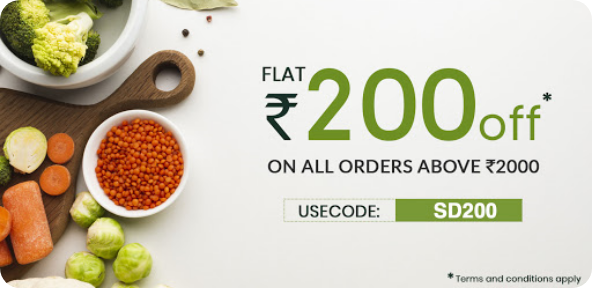 FLAT
₹200off*
ON ALL ORDERS ABOVE ₹2000
USECODE: SD200
*Terms and conditions apply